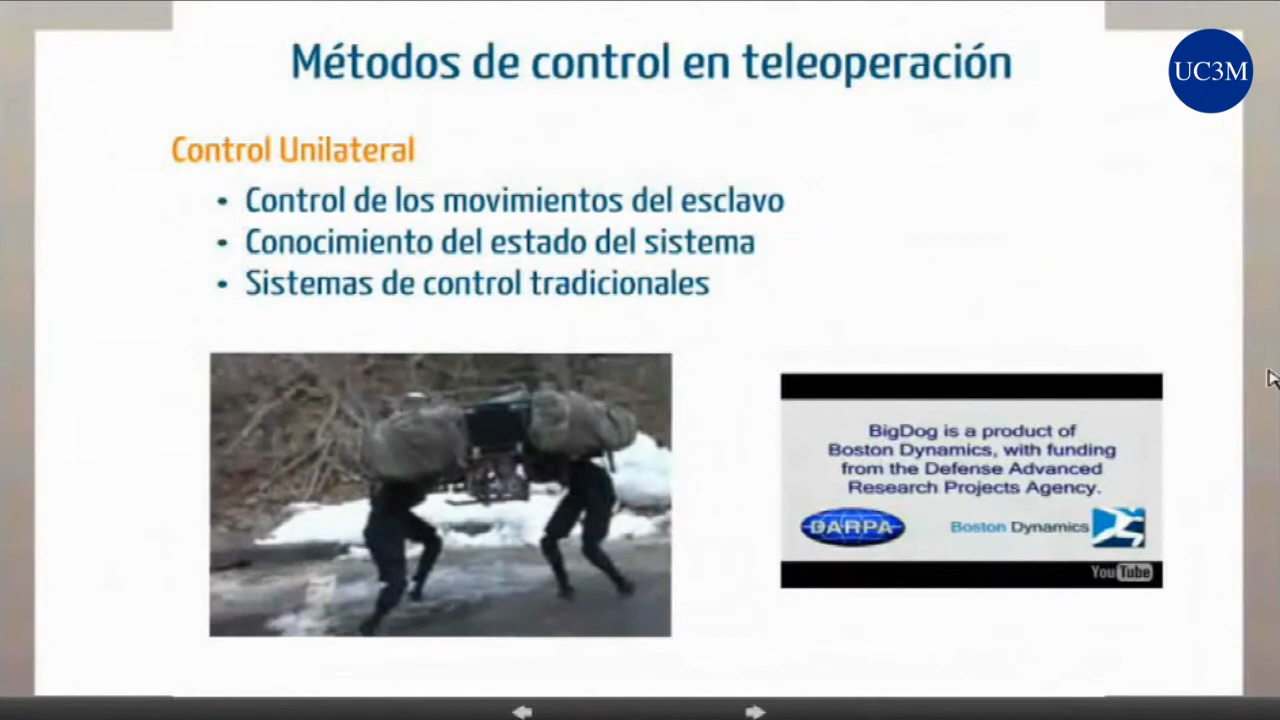 Métodos de control en teleoperación
UC3M
Control Unilateral
• Control de los movimientos del esclavo
• Conocimiento del estado del sistema
• Sistemas de control tradicionales
BigDog is a product of
Boston Dynamics, with funding
from the Defense Advanced
Research Projects Agency.
DARPA
Boston Dynamics
YouTube